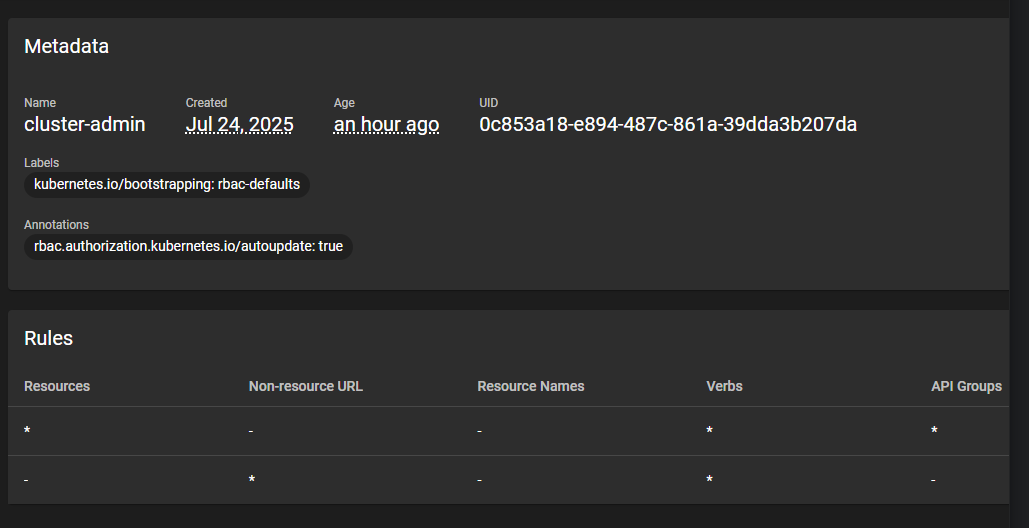 Metadata
Name Created Age UID
cluster-admin Jul 24, 2025 an hour ago 0c853a18-e894-487c-861a-39dda3b207da
Labels
kubernetes.io/bootstrapping: rbac-defaults
Annotations
rbac.authorization.kubernetes.io/autoupdate: true
Rules
Resources Non-resource URL Resource Names Verbs API Groups
* - - * *
- * - * -